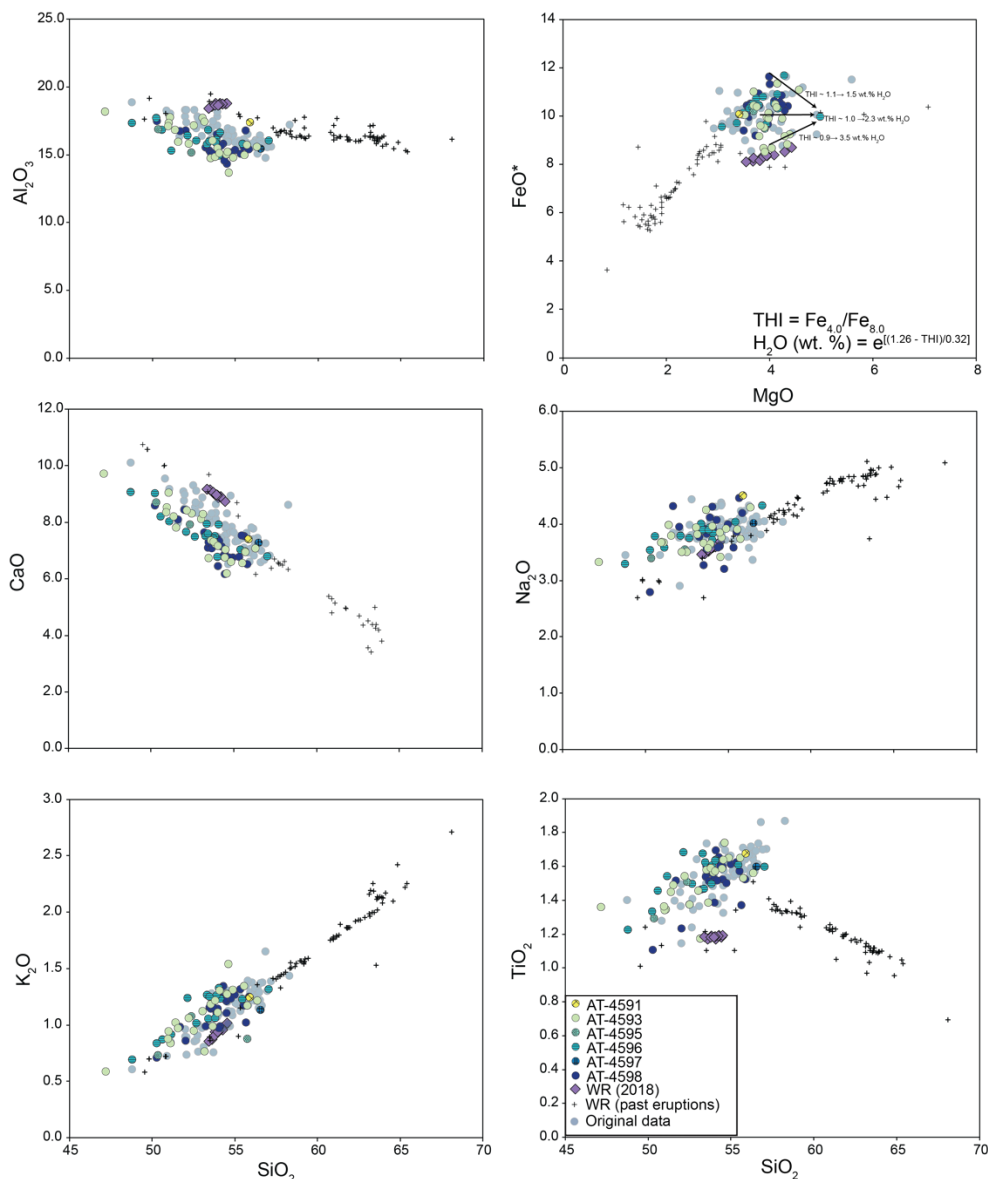 25.0
20.0
15.0
10.0
5.0
0.0
Al2O3
14
12
10
8
6
4
2
0
FeO*
THI ~ 1.1→ 1.5 wt.% H2O
THI ~ 1.0 →2.3 wt.% H2O
THI ~ 0.9→ 3.5 wt.% H2O
THI = Fe4.0/Fe8.0
H2O (wt. %) = e[(1.26 - THI)/0.32]
0 2 4 6 8
MgO
12.0
10.0
8.0
6.0
4.0
2.0
0.0
CaO
6.0
5.0
4.0
3.0
2.0
1.0
0.0
Na2O
3.0
2.5
2.0
1.5
1.0
0.5
0.0
K2O
45 50 55 60 65 70
SiO2
2.0
1.8
1.6
1.4
1.2
1.0
0.8
0.6
0.4
0.2
0.0
TiO2
AT-4591
AT-4593
AT-4595
AT-4596
AT-4597
AT-4598
WR (2018)
WR (past eruptions)
Original data
45 50 55 60 65 70
SiO2